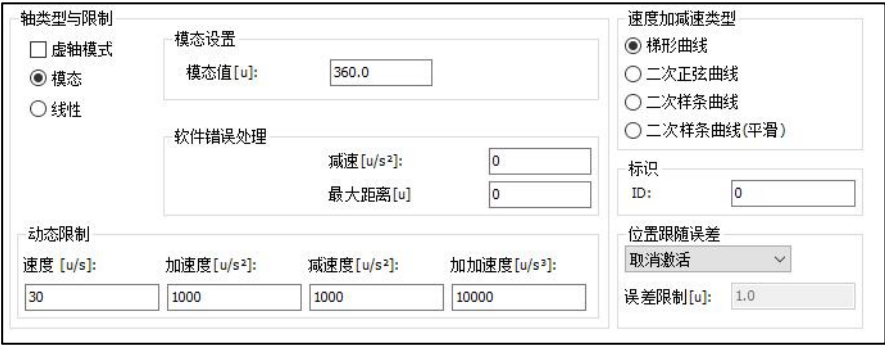 轴类型与限制
虚轴模式
模态
线性
模态设置
模态值[u]: 360.0
软件错误处理
减速[u/s²]: 0
最大距离[u] 0
动态限制
速度 [u/s]: 加速度[u/s²]: 减速度[u/s²]: 加加速度[u/s³]:
30 1000 1000 10000
速度加减速类型
梯形曲线
二次正弦曲线
二次样条曲线
二次样条曲线(平滑)
标识
ID: 0
位置跟随误差
取消激活
误差限制[u]: 1.0